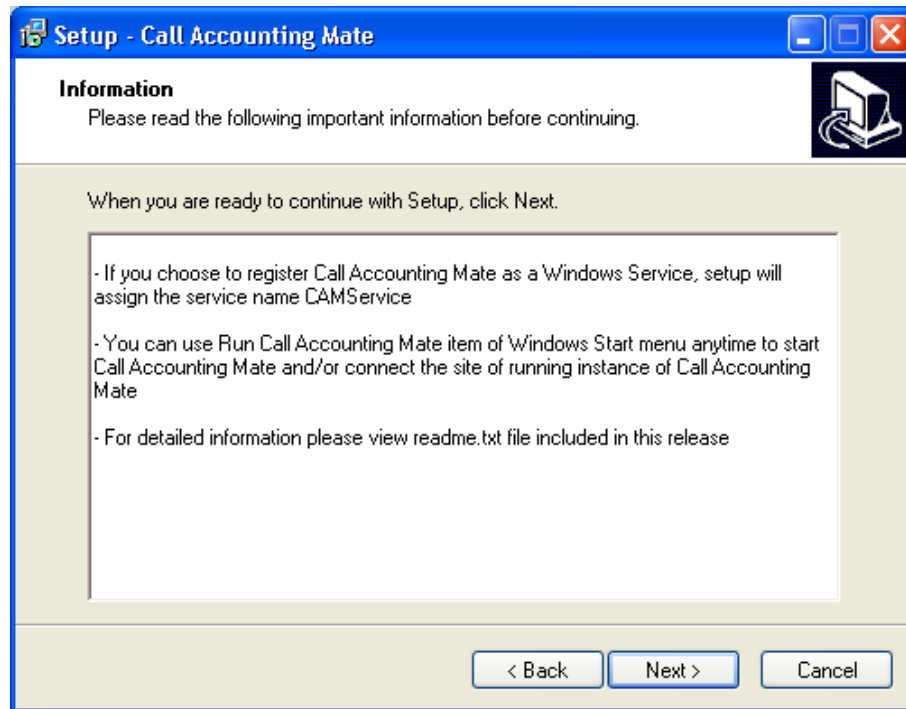 Setup - Call Accounting Mate
Information
Please read the following important information before continuing.
When you are ready to continue with Setup, click Next.
- If you choose to register Call Accounting Mate as a Windows Service, setup will
assign the service name CAMService
- You can use Run Call Accounting Mate item of Windows Start menu anytime to start
Call Accounting Mate and/or connect the site of running instance of Call Accounting
Mate
- For detailed information please view readme.txt file included in this release
< Back
Next >
Cancel